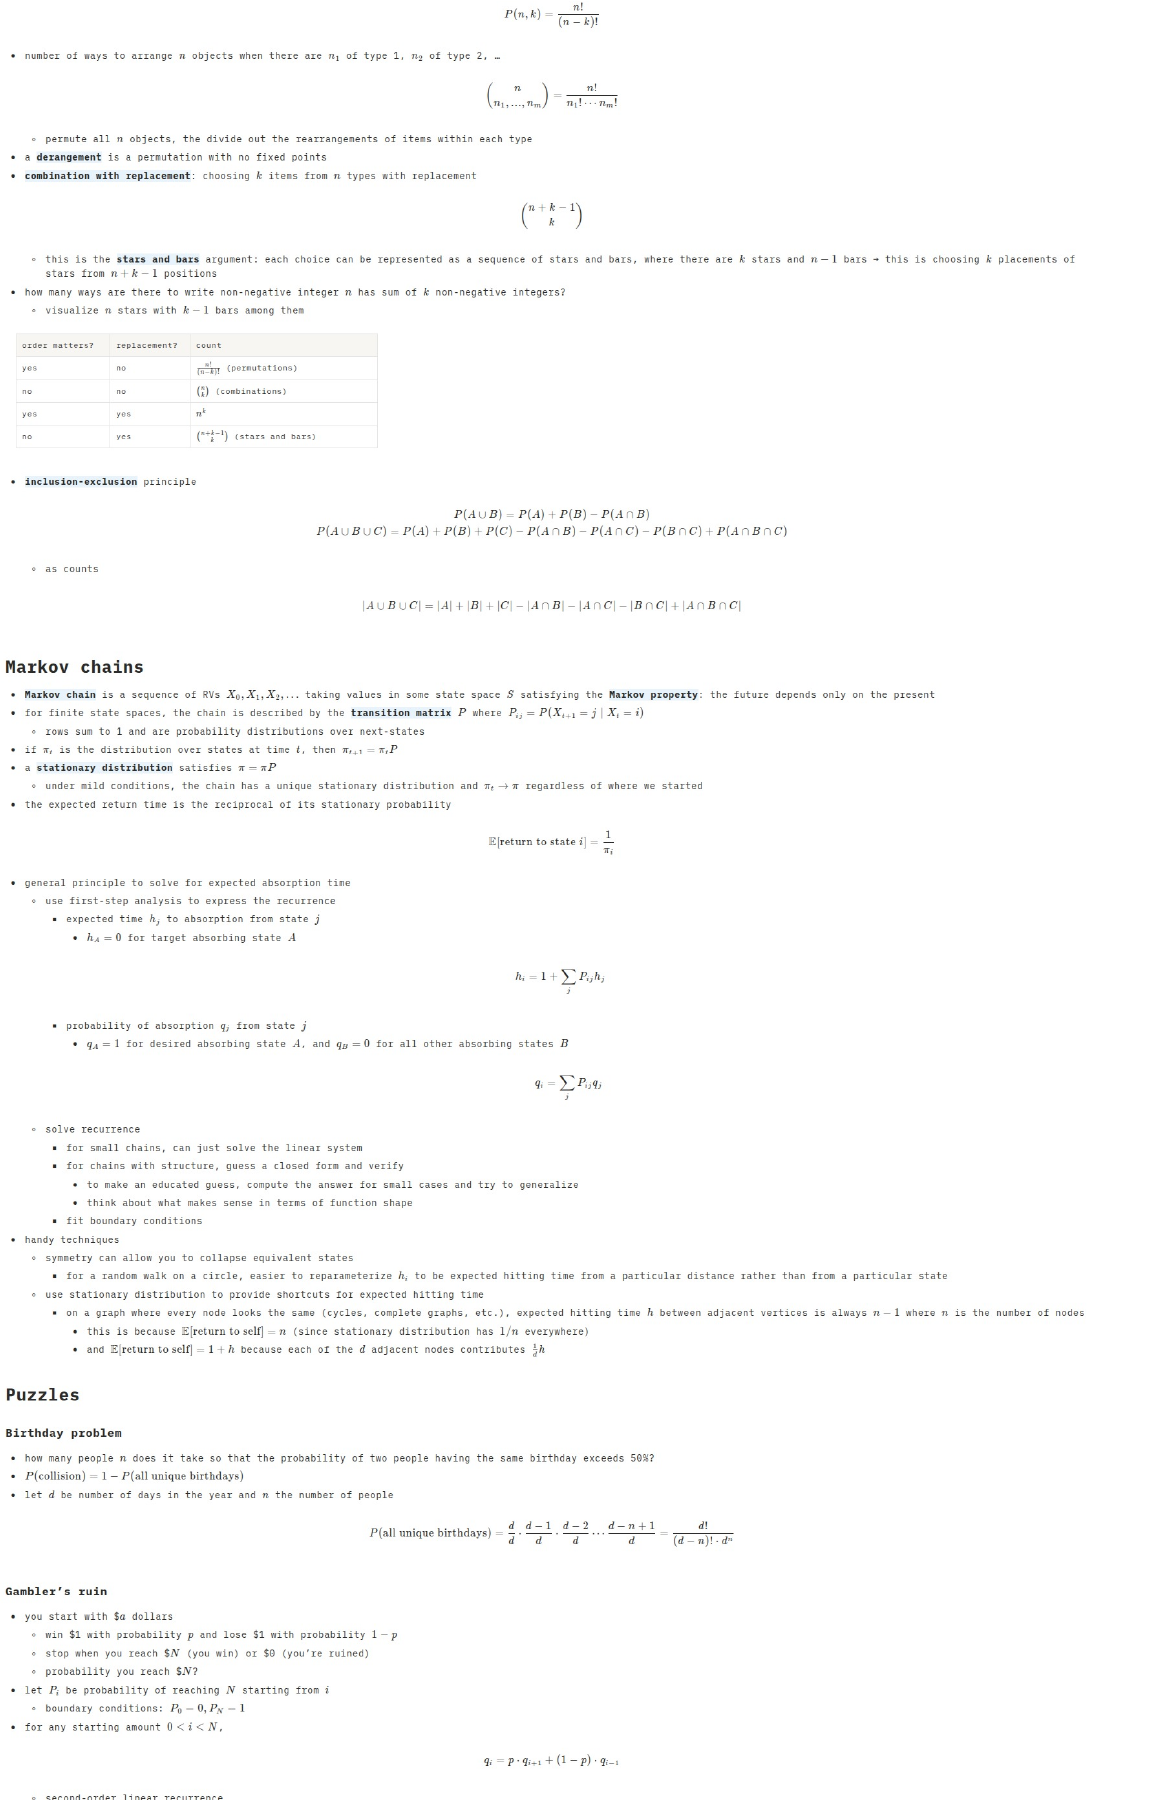 P(n, k) = n! / (n − k)!
• number of ways to arrange n objects when there are n₁ of type 1, n₂ of type 2, …
(n n₁, …, nₘ) = n! / n₁! ⋯ nₘ!
◦ permute all n objects, the divide out the rearrangements of items within each type
• a derangement is a permutation with no fixed points
• combination with replacement: choosing k items from n types with replacement
(n + k − 1 k)
◦ this is the stars and bars argument: each choice can be represented as a sequence of stars and bars, where there are k stars and n − 1 bars → this is choosing k placements of
stars from n + k − 1 positions
• how many ways are there to write non-negative integer n has sum of k non-negative integers?
◦ visualize n stars with k − 1 bars among them
order matters? replacement? count
yes no n!/(n−k)! (permutations)
no no (n k) (combinations)
yes yes nᵏ
no yes (n+k−1 k) (stars and bars)
• inclusion-exclusion principle
P(A ∪ B) = P(A) + P(B) − P(A ∩ B)
P(A ∪ B ∪ C) = P(A) + P(B) + P(C) − P(A ∩ B) − P(A ∩ C) − P(B ∩ C) + P(A ∩ B ∩ C)
◦ as counts
|A ∪ B ∪ C| = |A| + |B| + |C| − |A ∩ B| − |A ∩ C| − |B ∩ C| + |A ∩ B ∩ C|
Markov chains
• Markov chain is a sequence of RVs X₀, X₁, X₂, … taking values in some state space S satisfying the Markov property: the future depends only on the present
• for finite state spaces, the chain is described by the transition matrix P where Pᵢⱼ = P(Xₜ₊₁ = j | Xₜ = i)
◦ rows sum to 1 and are probability distributions over next-states
• if πₜ is the distribution over states at time t, then πₜ₊₁ = πₜP
• a stationary distribution satisfies π = πP
◦ under mild conditions, the chain has a unique stationary distribution and πₜ → π regardless of where we started
• the expected return time is the reciprocal of its stationary probability
𝔼[return to state i] = 1 / πᵢ
• general principle to solve for expected absorption time
◦ use first-step analysis to express the recurrence
▪ expected time hⱼ to absorption from state j
• h_A = 0 for target absorbing state A
hᵢ = 1 + ∑ⱼ Pᵢⱼhⱼ
▪ probability of absorption qⱼ from state j
• q_A = 1 for desired absorbing state A, and q_B = 0 for all other absorbing states B
qᵢ = ∑ⱼ Pᵢⱼqⱼ
◦ solve recurrence
▪ for small chains, can just solve the linear system
▪ for chains with structure, guess a closed form and verify
• to make an educated guess, compute the answer for small cases and try to generalize
• think about what makes sense in terms of function shape
▪ fit boundary conditions
• handy techniques
◦ symmetry can allow you to collapse equivalent states
▪ for a random walk on a circle, easier to reparameterize hᵢ to be expected hitting time from a particular distance rather than from a particular state
◦ use stationary distribution to provide shortcuts for expected hitting time
▪ on a graph where every node looks the same (cycles, complete graphs, etc.), expected hitting time h between adjacent vertices is always n − 1 where n is the number of nodes
• this is because 𝔼[return to self] = n (since stationary distribution has 1/n everywhere)
• and 𝔼[return to self] = 1 + h because each of the d adjacent nodes contributes 1/d h
Puzzles
Birthday problem
• how many people n does it take so that the probability of two people having the same birthday exceeds 50%?
• P(collision) = 1 − P(all unique birthdays)
• let d be number of days in the year and n the number of people
P(all unique birthdays) = d/d · (d − 1)/d · (d − 2)/d ⋯ (d − n + 1)/d = d! / (d − n)! · dⁿ
Gambler’s ruin
• you start with $a dollars
◦ win $1 with probability p and lose $1 with probability 1 − p
◦ stop when you reach $N (you win) or $0 (you’re ruined)
◦ probability you reach $N?
• let Pᵢ be probability of reaching N starting from i
◦ boundary conditions: P₀ = 0, P_N = 1
• for any starting amount 0 < i < N,
qᵢ = p · qᵢ₊₁ + (1 − p) · qᵢ₋₁
◦ second-order linear recurrence